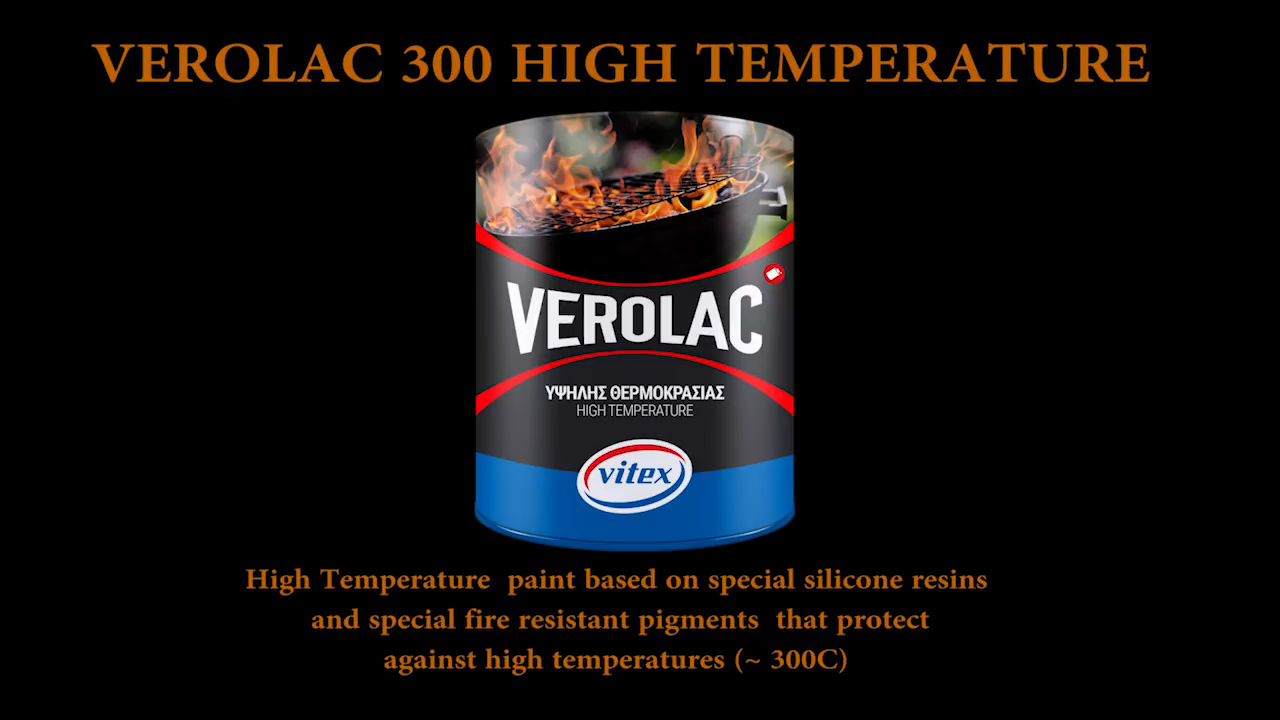 VEROLAC 300 HIGH TEMPERATURE
VEROLAC
ΥΨΗΛΗΣ ΘΕΡΜΟΚΡΑΣΙΑΣ
HIGH TEMPERATURE
vitex
High Temperature  paint based on special silicone resins
and special fire resistant pigments  that protect
against high temperatures (~ 300C)